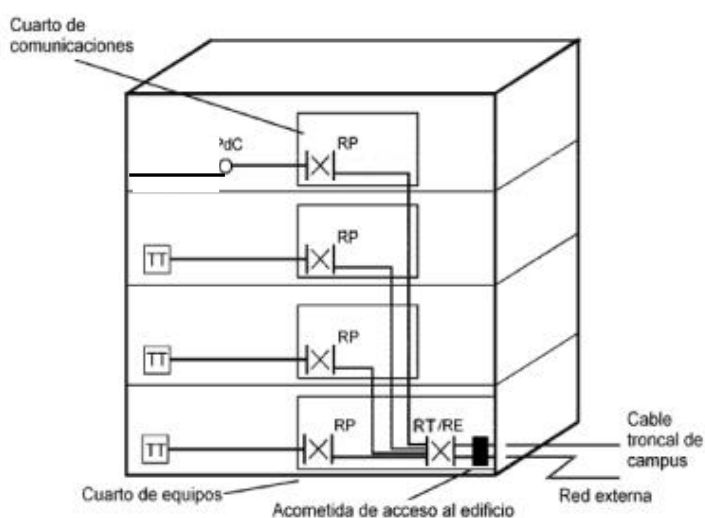 Cuarto de
comunicaciones
PdC
RP
RP
TT
RP
TT
RP
RT/RE
TT
Cable
troncal de
campus
Cuarto de equipos
Acometida de acceso al edificio
Red externa